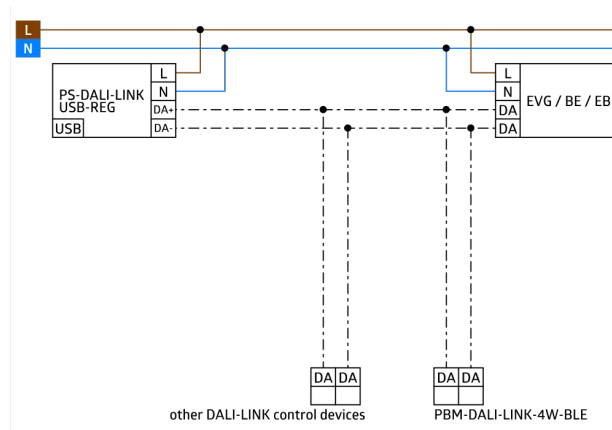 L
N
PS-DALI-LINK
USB-REG
USB
L
N
DA+
DA-
L
N
DA
DA
EVG / BE / EB
DA DA
other DALI-LINK control devices
DA DA
PBM-DALI-LINK-4W-BLE